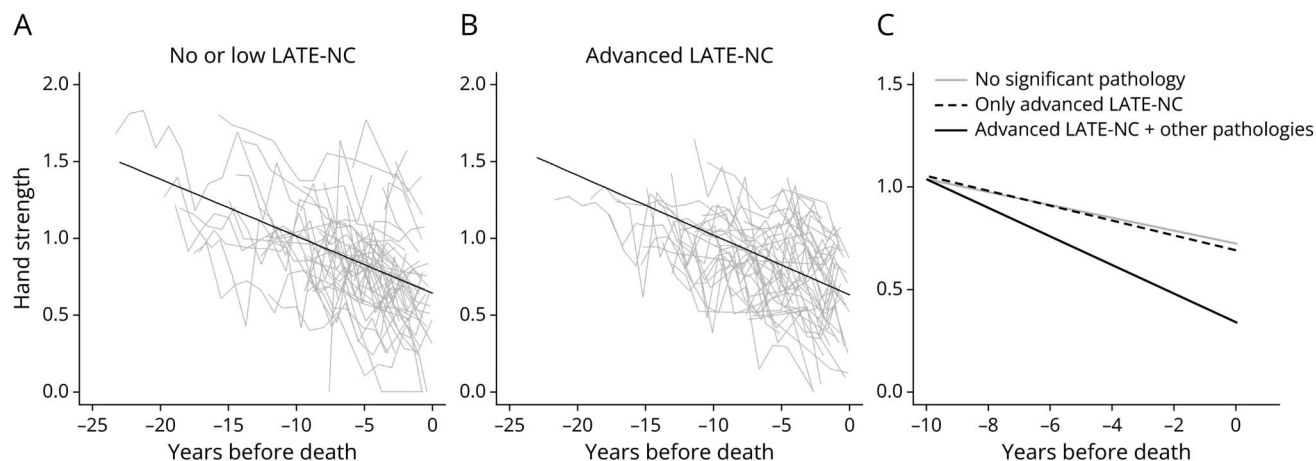 A
No or low LATE-NC
Hand strength
2.0
1.5
1.0
0.5
0.0
–25 –20 –15 –10 –5 0
Years before death
B
Advanced LATE-NC
2.0
1.5
1.0
0.5
0.0
–25 –20 –15 –10 –5 0
Years before death
C
No significant pathology
Only advanced LATE-NC
Advanced LATE-NC + other pathologies
1.5
1.0
0.5
0.0
–10 –8 –6 –4 –2 0
Years before death